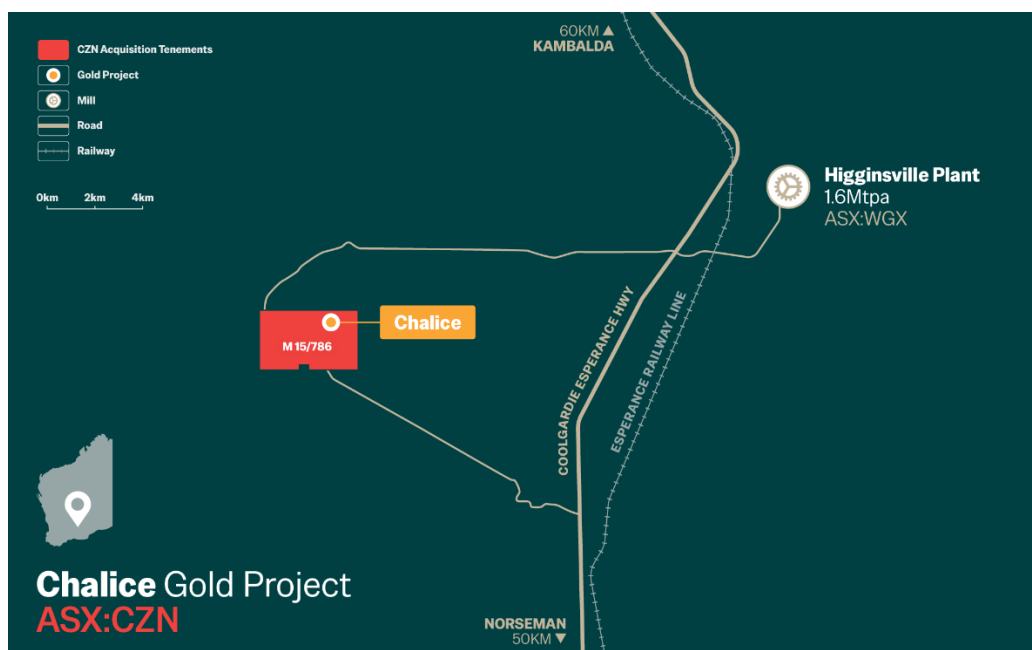 CZN Acquisition Tenements
Gold Project
Mill
Road
Railway
0km 2km 4km
60KM ▲
KAMBALDA
Higginsville Plant
1.6Mtpa
ASX:WGX
Chalice
M 15/786
COOLGARDIE ESPERANCE HWY
ESPERANCE RAILWAY LINE
Chalice Gold Project
ASX:CZN
NORSEMAN
50KM ▼